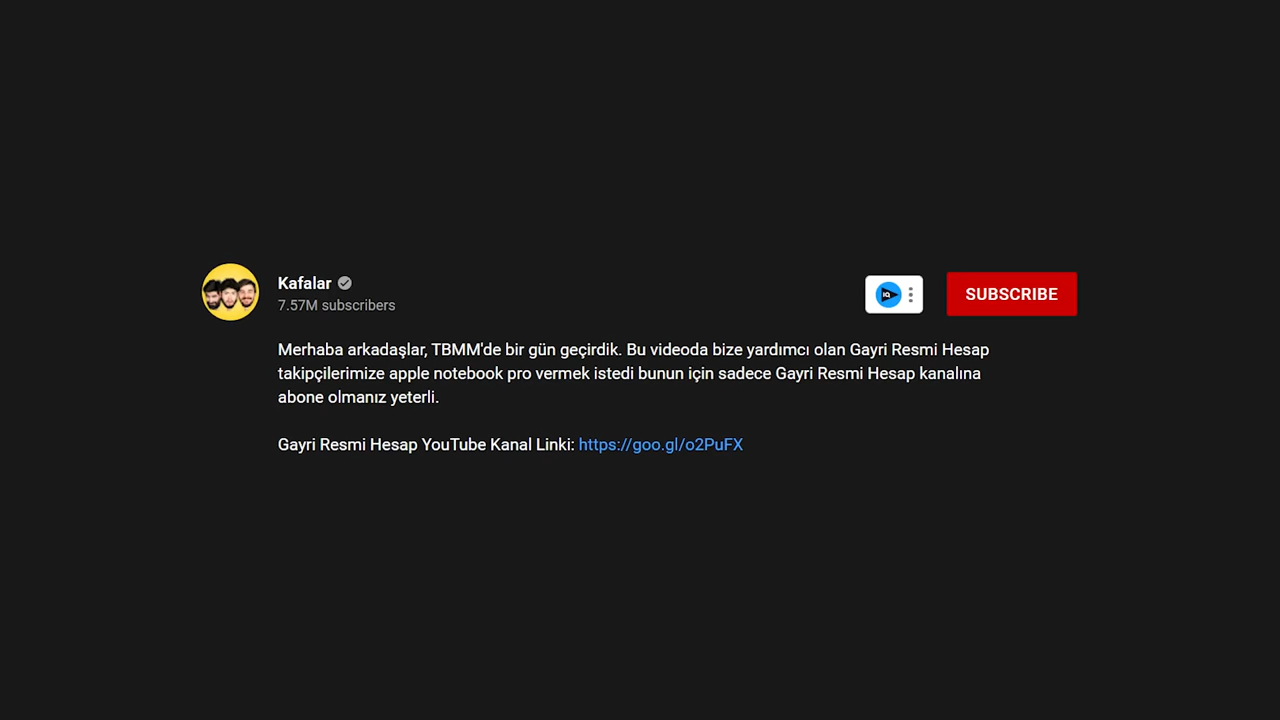 Kafalar
7.57M subscribers
IQ
SUBSCRIBE
Merhaba arkadaşlar, TBMM'de bir gün geçirdik. Bu videoda bize yardımcı olan Gayri Resmi Hesap
takipçilerimize apple notebook pro vermek istedi bunun için sadece Gayri Resmi Hesap kanalına
abone olmanız yeterli.
Gayri Resmi Hesap YouTube Kanal Linki: https://goo.gl/o2PuFX